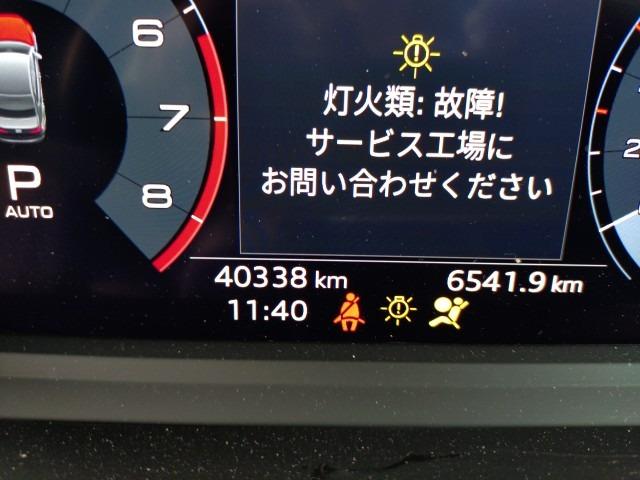 6
7
8
灯火類: 故障!
サービス工場に
お問い合わせください
P
AUTO
40338 km
6541.9 km
11:40
2